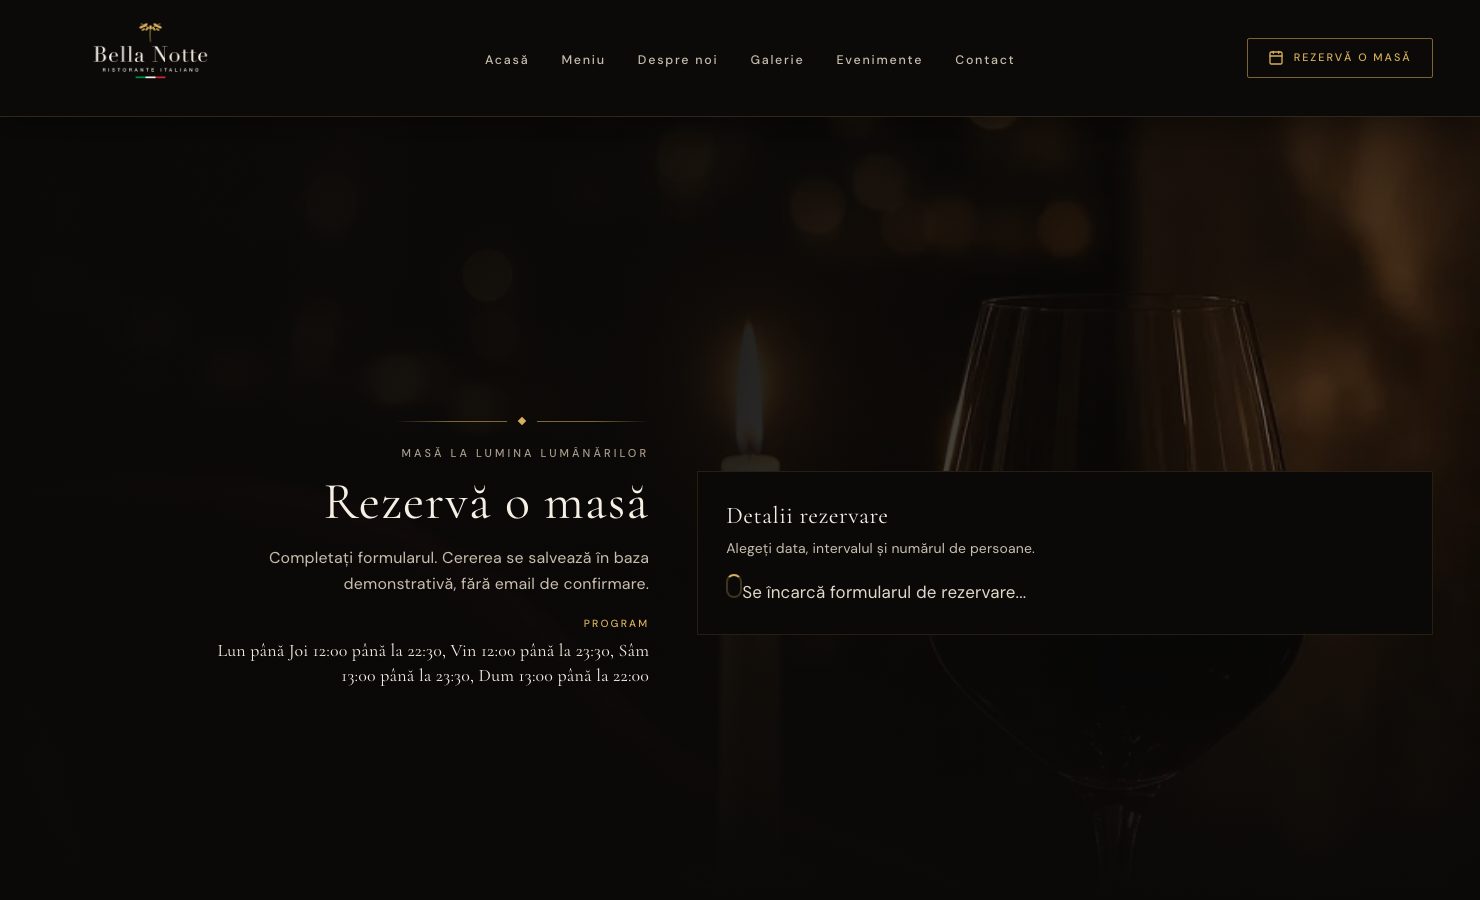 Bella Notte
RISTORANTE ITALIANO
Acasă
Meniu
Despre noi
Galerie
Evenimente
Contact
REZERVĂ O MASĂ
MASĂ LA LUMINA LUMÂNĂRILOR
Rezervă o masă
Completați formularul. Cererea se salvează în baza
demonstrativă, fără email de confirmare.
PROGRAM
Lun până Joi 12:00 până la 22:30, Vin 12:00 până la 23:30, Sâm
13:00 până la 23:30, Dum 13:00 până la 22:00
Detalii rezervare
Alegeți data, intervalul și numărul de persoane.
Se încarcă formularul de rezervare...